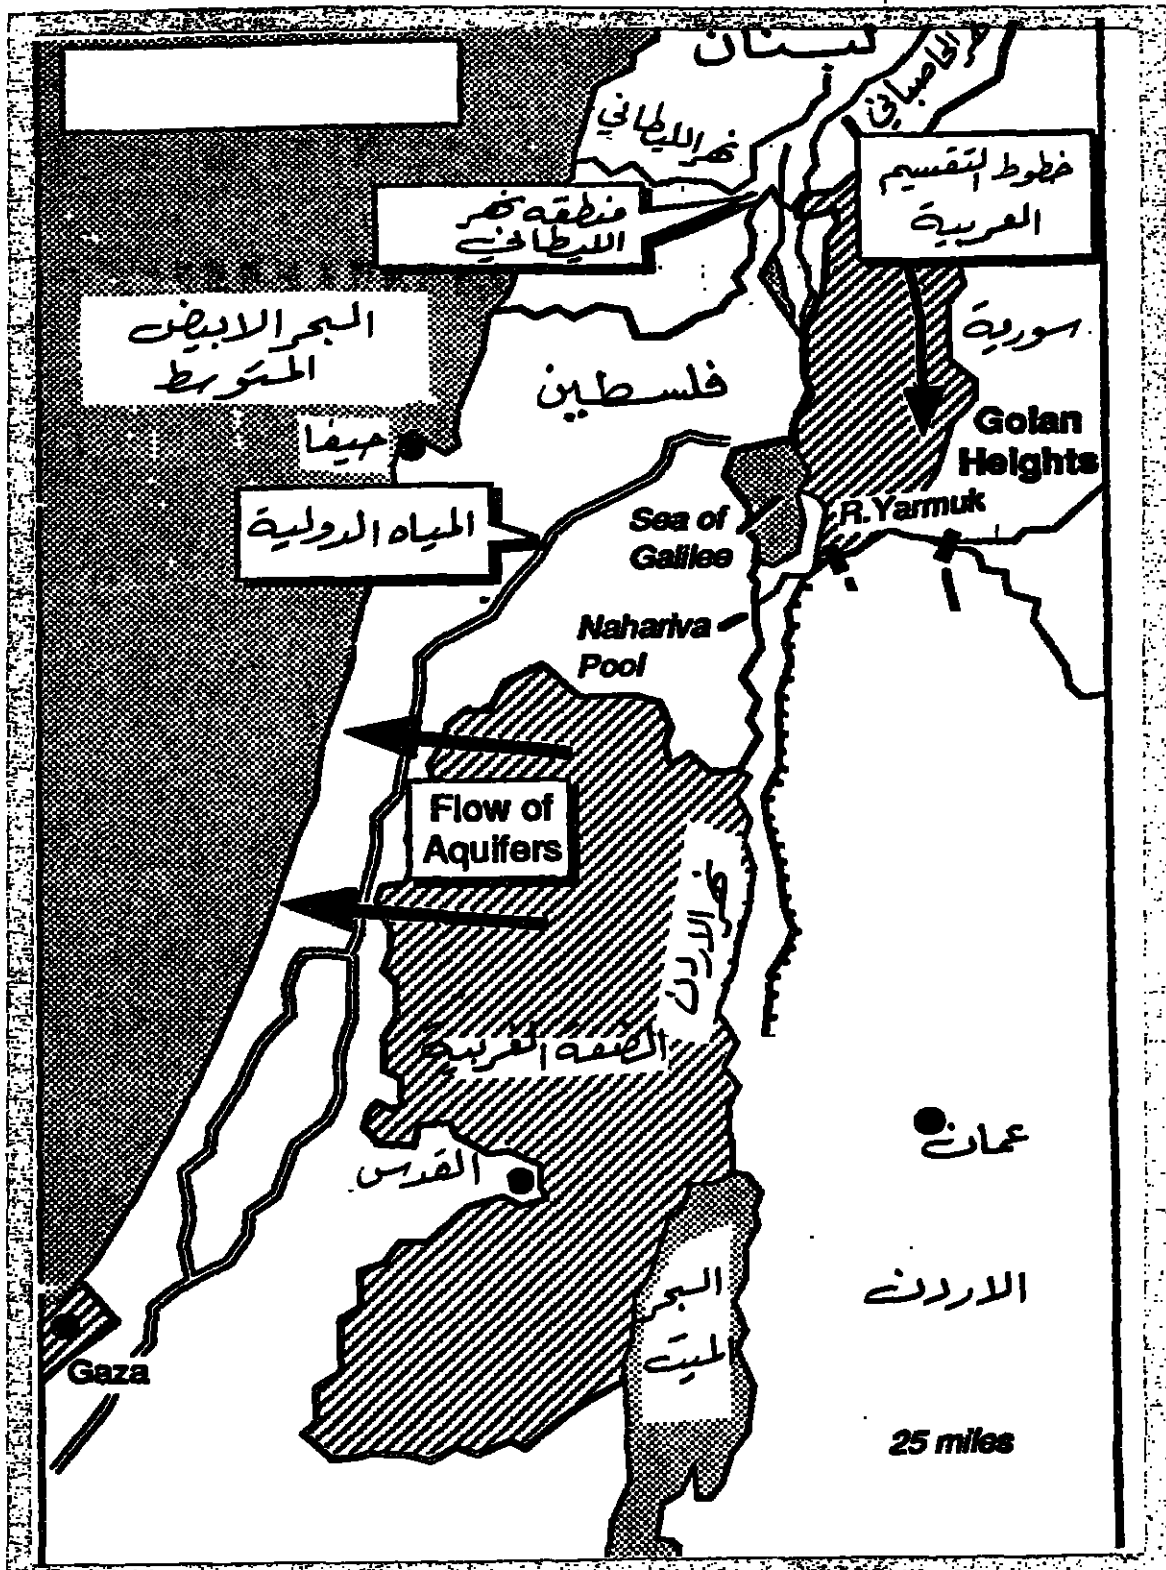 لبنان
نهر الحاصباني
نهر الليطاني
خطوط التقسيم
العربية
منطقه نهر
الليطاني
البحر الابيض
المتوسط
سورية
فلسطين
Golan
Heights
حيفا
المياه الدولية
R.Yarmuk
Sea of
Galilee
Nahariva
Pool
Flow of
Aquifers
نهر الاردن
الضفة الغربية
عمان
القدس
البحر
الميت
الاردن
Gaza
25 miles